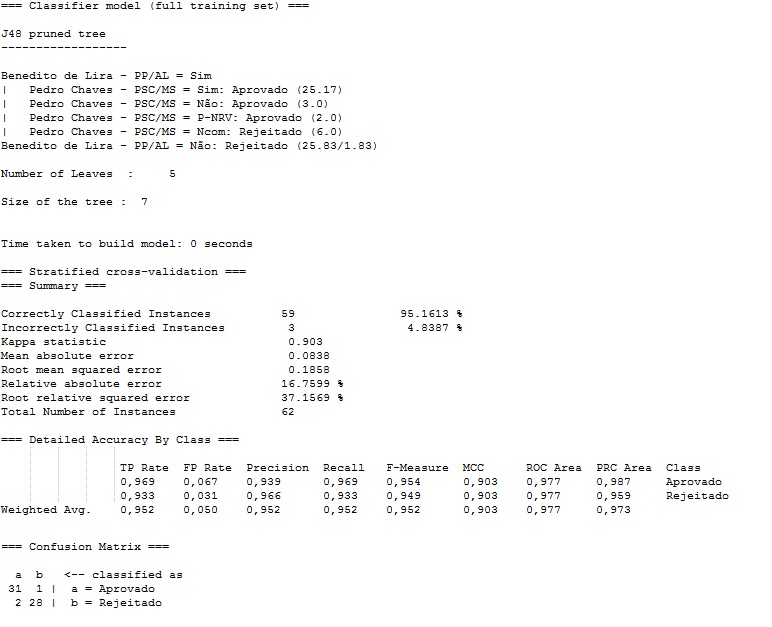 === Classifier model (full training set) ===
J48 pruned tree
------------------
Benedito de Lira - PP/AL = Sim
|   Pedro Chaves - PSC/MS = Sim: Aprovado (25.17)
|   Pedro Chaves - PSC/MS = Não: Aprovado (3.0)
|   Pedro Chaves - PSC/MS = P-NRV: Aprovado (2.0)
|   Pedro Chaves - PSC/MS = Ncom: Rejeitado (6.0)
Benedito de Lira - PP/AL = Não: Rejeitado (25.83/1.83)
Number of Leaves  :     5
Size of the tree :  7
Time taken to build model: 0 seconds
=== Stratified cross-validation ===
=== Summary ===
Correctly Classified Instances          59               95.1613 %
Incorrectly Classified Instances         3                4.8387 %
Kappa statistic                          0.903
Mean absolute error                      0.0838
Root mean squared error                  0.1858
Relative absolute error                 16.7599 %
Root relative squared error             37.1569 %
Total Number of Instances               62
=== Detailed Accuracy By Class ===
TP Rate  FP Rate  Precision  Recall   F-Measure  MCC      ROC Area  PRC Area  Class
0,969    0,067    0,939      0,969    0,954      0,903    0,977     0,987     Aprovado
0,933    0,031    0,966      0,933    0,949      0,903    0,977     0,959     Rejeitado
Weighted Avg.    0,952    0,050    0,952      0,952    0,952      0,903    0,977     0,973
=== Confusion Matrix ===
a  b   <-- classified as
31  1 |  a = Aprovado
2 28 |  b = Rejeitado